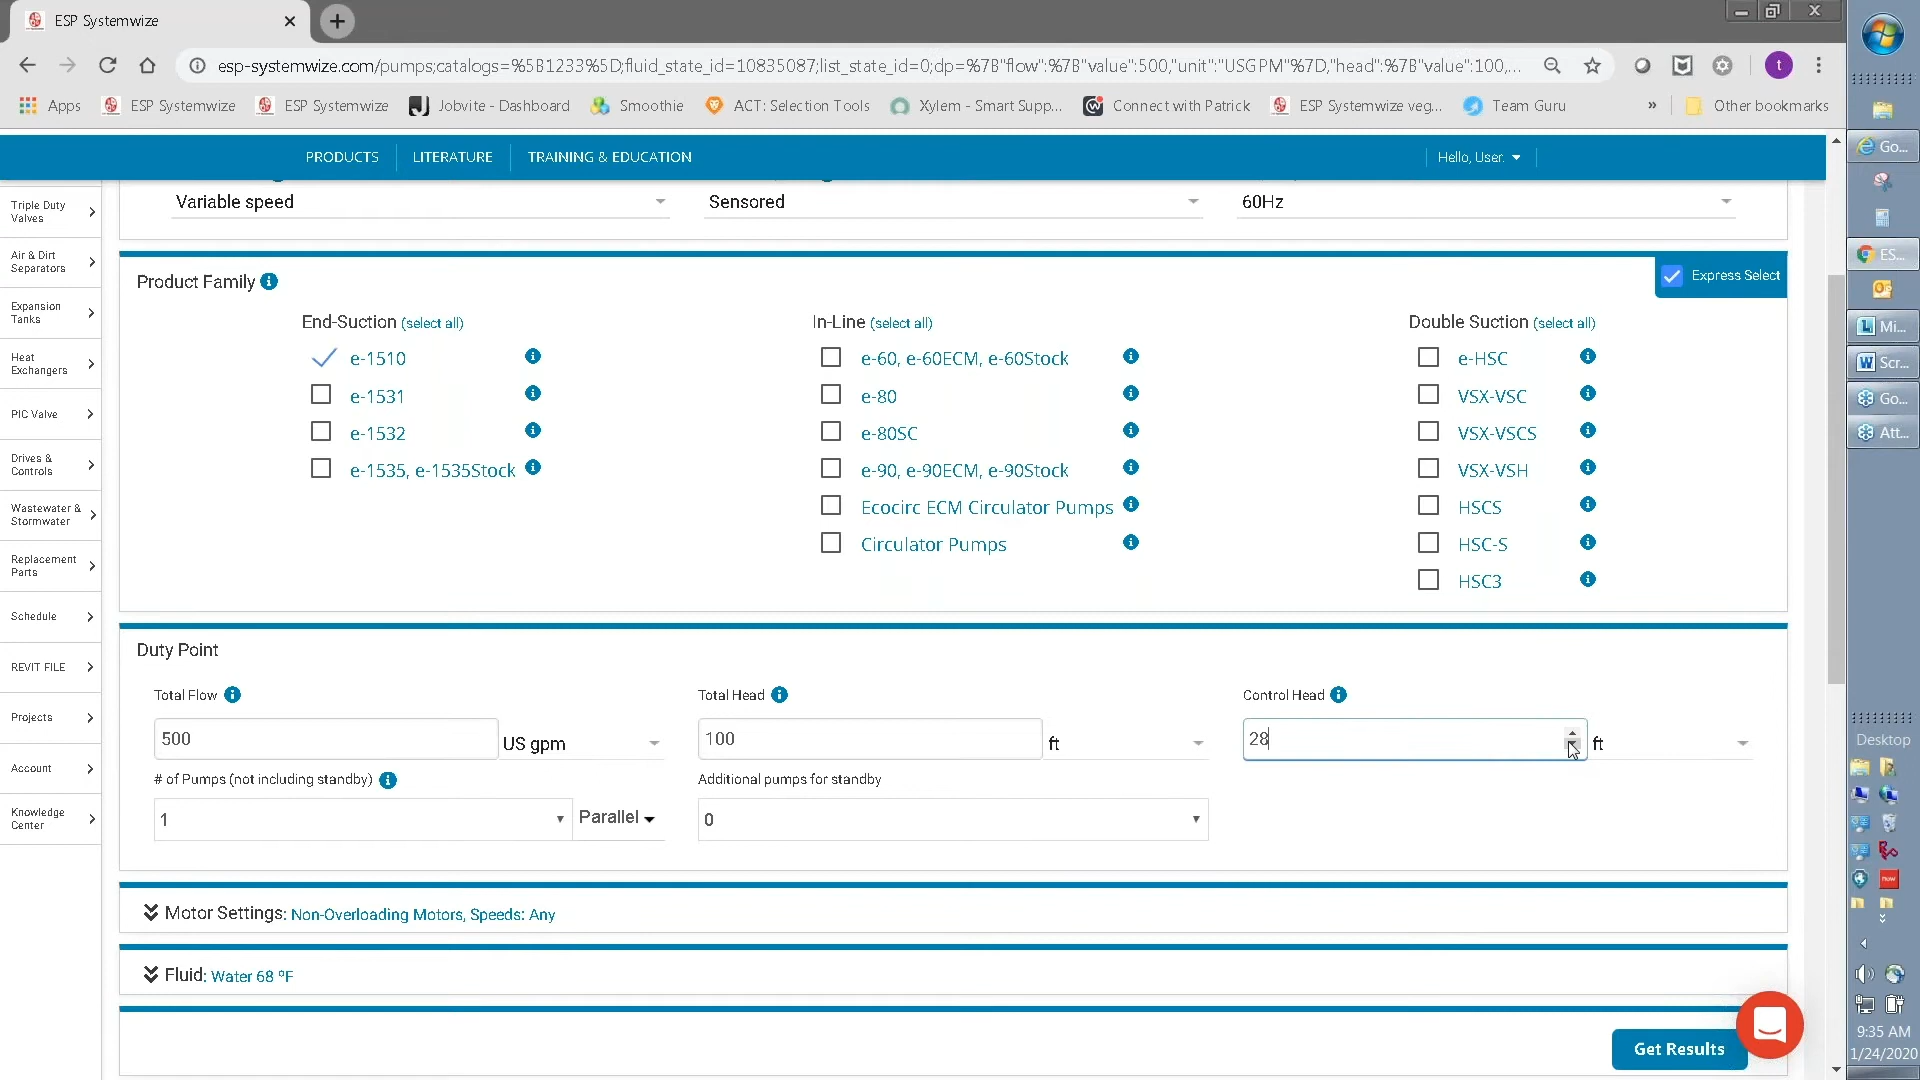 ESP Systemwize
esp-systemwize.com/pumps;catalogs=%5B1233%5D;fluid_state_id=10835087;list_state_id=0;dp=%7B"flow":%7B"value":500,"unit":"USGPM"%7D,"head":%7B"value":100,...
t
Apps
ESP Systemwize
ESP Systemwize
Jobvite - Dashboard
Smoothie
ACT: Selection Tools
Xylem - Smart Supp...
Connect with Patrick
ESP Systemwize veg...
Team Guru
»
Other bookmarks
PRODUCTS
LITERATURE
TRAINING & EDUCATION
Hello, User.
Variable speed
Sensored
60Hz
Triple Duty
Valves
Air & Dirt
Separators
Expansion
Tanks
Heat
Exchangers
PIC Valve
Drives &
Controls
Wastewater &
Stormwater
Replacement
Parts
Schedule
REVIT FILE
Projects
Account
Knowledge
Center
Product Family
Express Select
End-Suction (select all)
e-1510
e-1531
e-1532
e-1535, e-1535Stock
In-Line (select all)
e-60, e-60ECM, e-60Stock
e-80
e-80SC
e-90, e-90ECM, e-90Stock
Ecocirc ECM Circulator Pumps
Circulator Pumps
Double Suction (select all)
e-HSC
VSX-VSC
VSX-VSCS
VSX-VSH
HSCS
HSC-S
HSC3
Duty Point
Total Flow
Total Head
Control Head
500
US gpm
100
ft
28
ft
# of Pumps (not including standby)
Additional pumps for standby
1
Parallel
0
Motor Settings: Non-Overloading Motors, Speeds: Any
Fluid: Water 68 ºF
Get Results
Go...
ES...
Mi...
Scr...
Go...
Att...
Desktop
now
9:35 AM
1/24/2020